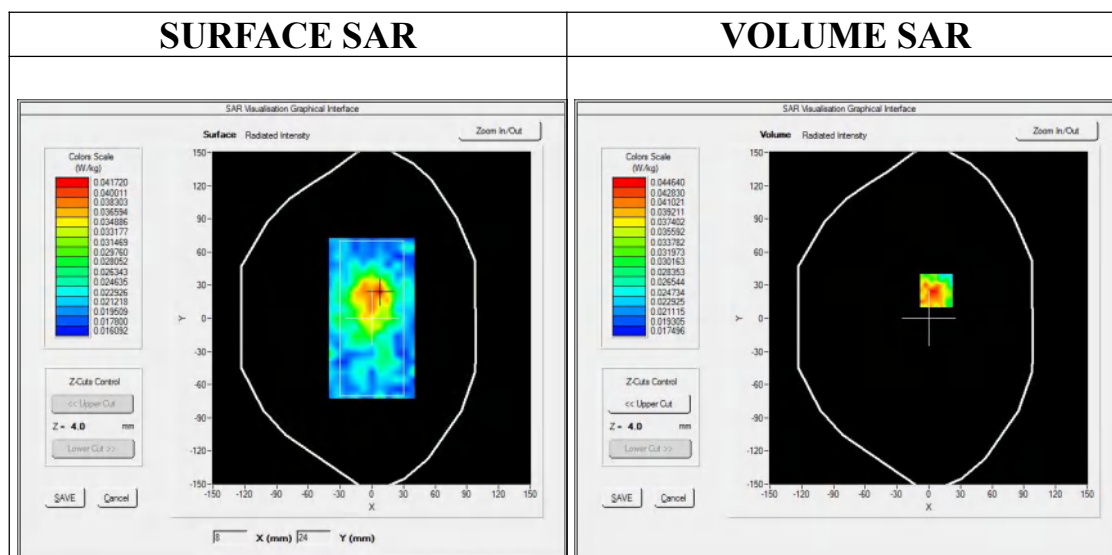 SURFACE SAR
VOLUME SAR
SAR Visualisation Graphical Interface
Surface Radiated Intensity
Zoom In/Out
Colors Scale
(W/kg)
0.041720
0.040011
0.038303
0.036594
0.034886
0.033177
0.031469
0.029760
0.028052
0.026343
0.024635
0.022926
0.021218
0.019509
0.017800
0.016092
Z-Cuts Control
<< Upper Cut
Z - 4.0 mm
Lower Cut >>
SAVE Cancel
150
120
90
60
30
0
-30
-60
-90
-120
-150
Y
-150 -120 -90 -60 -30 0 30 60 90 120 150
X
8 X (mm) 24 Y (mm)
SAR Visualisation Graphical Interface
Volume Radiated Intensity
Zoom In/Out
Colors Scale
(W/kg)
0.044640
0.042830
0.041021
0.039211
0.037402
0.035592
0.033782
0.031973
0.030163
0.028353
0.026544
0.024734
0.022925
0.021115
0.019305
0.017496
Z-Cuts Control
<< Upper Cut
Z - 4.0 mm
Lower Cut >>
SAVE Cancel
150
120
90
60
30
0
-30
-60
-90
-120
-150
Y
-150 -120 -90 -60 -30 0 30 60 90 120 150
X